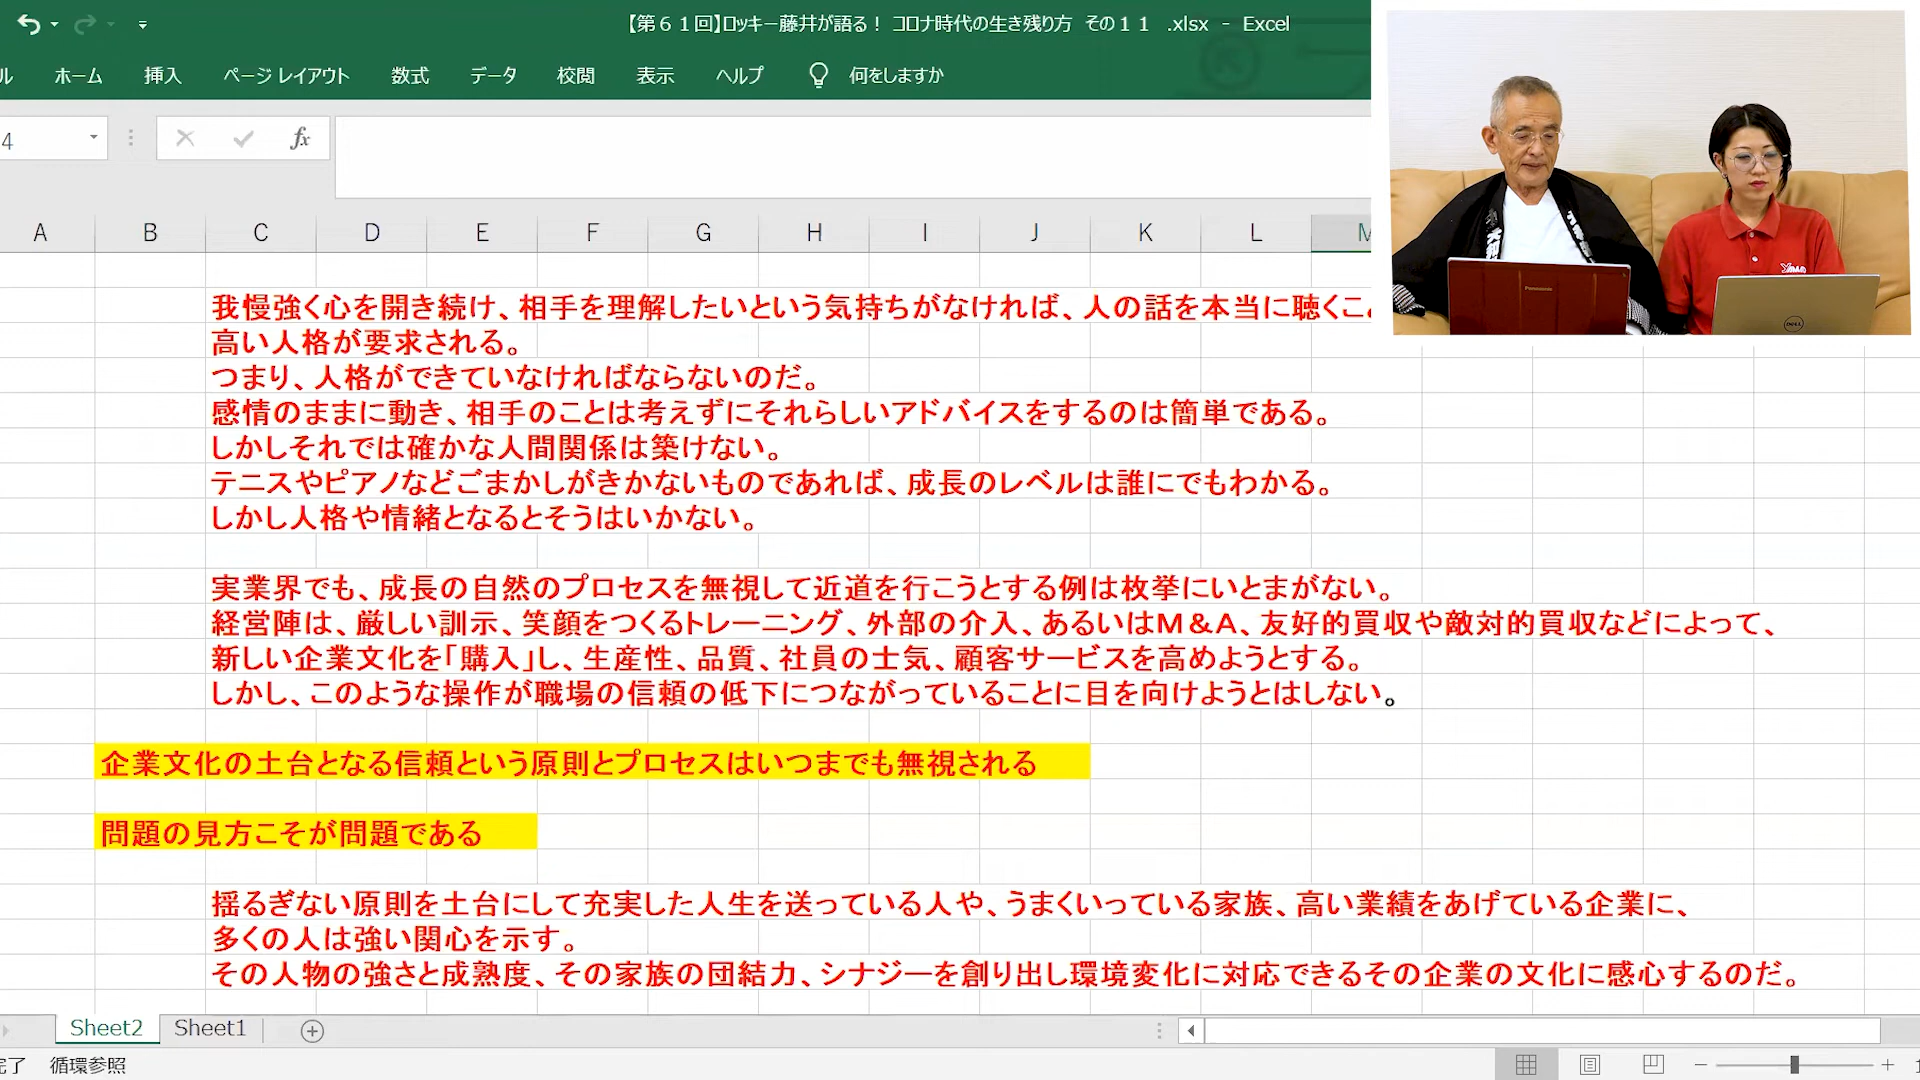 【第６１回】ロッキー藤井が語る！ コロナ時代の生き残り方 その１１ .xlsx - Excel
ル ホーム 挿入 ページ レイアウト 数式 データ 校閲 表示 ヘルプ 何をしますか
4 fx
A B C D E F G H I J K L M
我慢強く心を開き続け、相手を理解したいという気持ちがなければ、人の話を本当に聴くこ
高い人格が要求される。
つまり、人格ができていなければならないのだ。
感情のままに動き、相手のことは考えずにそれらしいアドバイスをするのは簡単である。
しかしそれでは確かな人間関係は築けない。
テニスやピアノなどごまかしがきかないものであれば、成長のレベルは誰にでもわかる。
しかし人格や情緒となるとそうはいかない。
実業界でも、成長の自然のプロセスを無視して近道を行こうとする例は枚挙にいとまがない。
経営陣は、厳しい訓示、笑顔をつくるトレーニング、外部の介入、あるいはＭ＆Ａ、友好的買収や敵対的買収などによって、
新しい企業文化を「購入」し、生産性、品質、社員の士気、顧客サービスを高めようとする。
しかし、このような操作が職場の信頼の低下につながっていることに目を向けようとはしない。
企業文化の土台となる信頼という原則とプロセスはいつまでも無視される
問題の見方こそが問題である
揺るぎない原則を土台にして充実した人生を送っている人や、うまくいっている家族、高い業績をあげている企業に、
多くの人は強い関心を示す。
その人物の強さと成熟度、その家族の団結力、シナジーを創り出し環境変化に対応できるその企業の文化に感心するのだ。
Sheet2 Sheet1
完了 循環参照
Panasonic
DELL